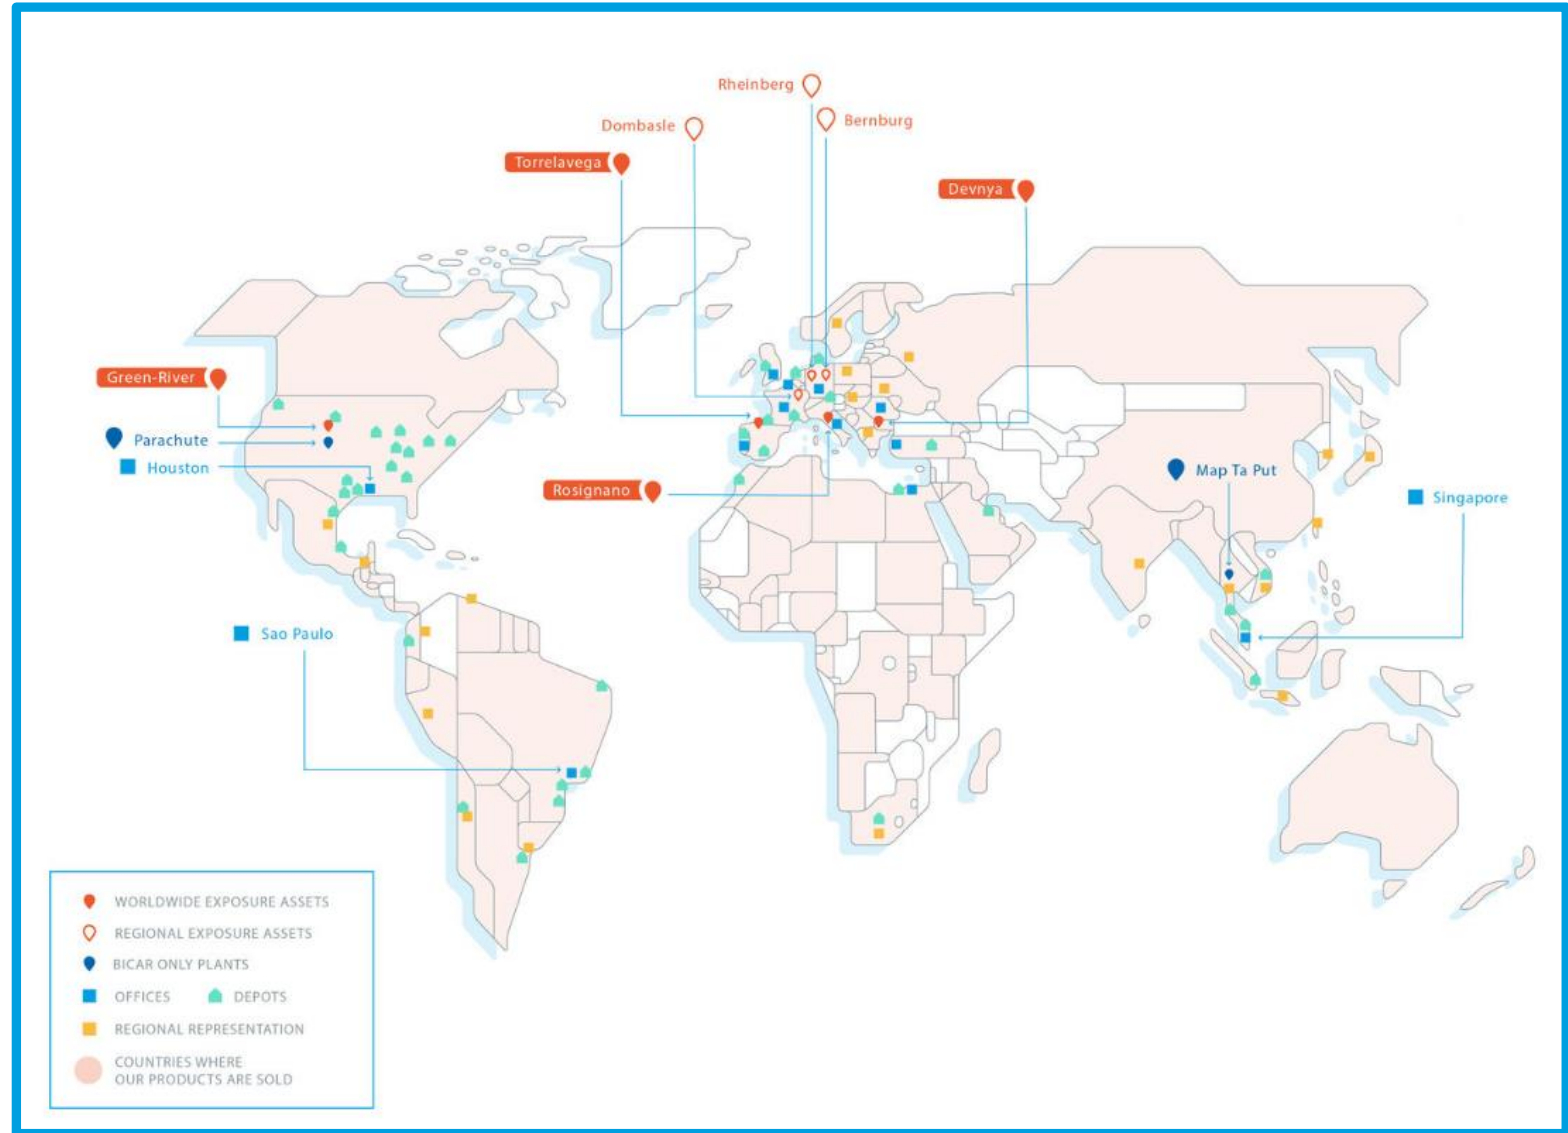 Rheinberg
Dombasle
Bernburg
Torrelavega
Devnya
Green-River
Parachute
Houston
Rosignano
Map Ta Put
Singapore
Sao Paulo
WORLDWIDE EXPOSURE ASSETS
REGIONAL EXPOSURE ASSETS
BICAR ONLY PLANTS
OFFICES DEPOTS
REGIONAL REPRESENTATION
COUNTRIES WHERE
OUR PRODUCTS ARE SOLD